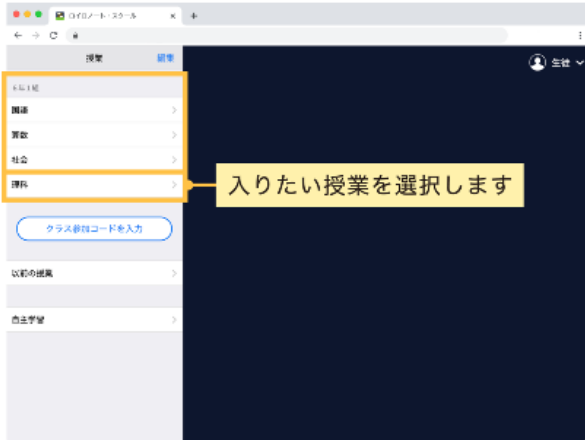 ロイロノート・スクール
授業
編集
生徒
国語
算数
社会
理科
入りたい授業を選択します
クラス参加コードを入力
以前の授業
自主学習